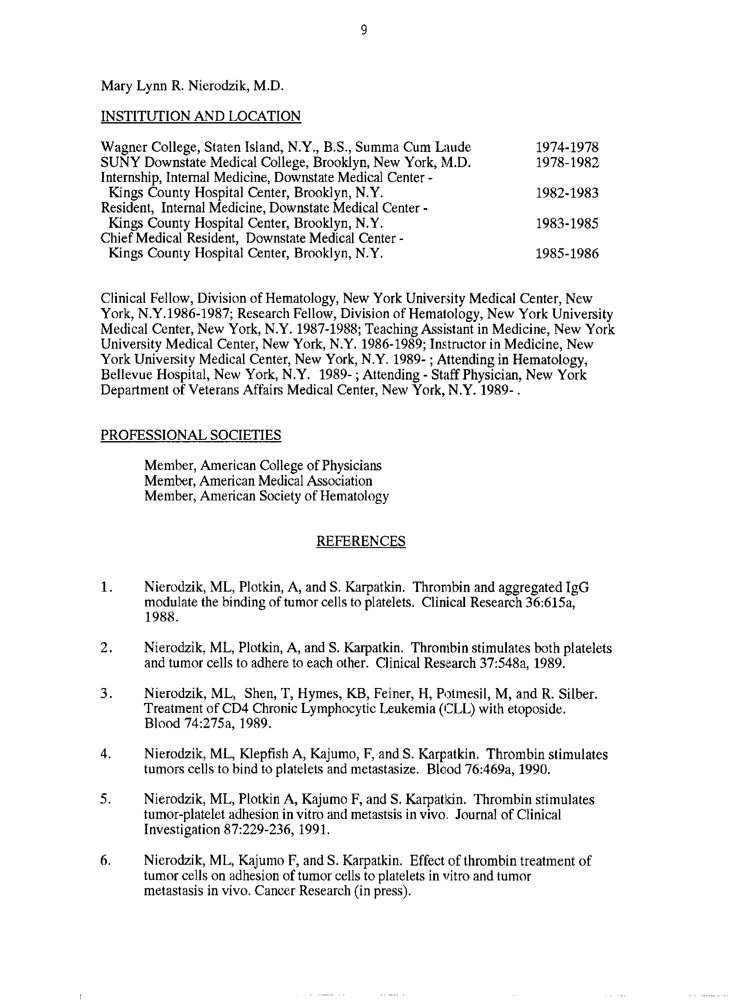 9
Mary Lynn R. Nierodzik, M.D.
INSTITUTION AND LOCATION
Wagner College, Staten Island, N.Y., B.S., Summa Cum Laude 1974-1978
SUNY Downstate Medical College, Brooklyn, New York, M.D. 1978-1982
Internship, Internal Medicine, Downstate Medical Center -
Kings County Hospital Center, Brooklyn, N.Y. 1982-1983
Resident, Internal Medicine, Downstate Medical Center -
Kings County Hospital Center, Brooklyn, N.Y. 1983-1985
Chief Medical Resident, Downstate Medical Center -
Kings County Hospital Center, Brooklyn, N.Y. 1985-1986
Clinical Fellow, Division of Hematology, New York University Medical Center, New
York, N.Y.1986-1987; Research Fellow, Division of Hematology, New York University
Medical Center, New York, N.Y. 1987-1988; Teaching Assistant in Medicine, New York
University Medical Center, New York, N.Y. 1986-1989; Instructor in Medicine, New
York University Medical Center, New York, N.Y. 1989- ; Attending in Hematology,
Bellevue Hospital, New York, N.Y. 1989- ; Attending - Staff Physician, New York
Department of Veterans Affairs Medical Center, New York, N.Y. 1989- .
PROFESSIONAL SOCIETIES
Member, American College of Physicians
Member, American Medical Association
Member, American Society of Hematology
REFERENCES
1. Nierodzik, ML, Plotkin, A, and S. Karpatkin. Thrombin and aggregated IgG
modulate the binding of tumor cells to platelets. Clinical Research 36:615a,
1988.
2. Nierodzik, ML, Plotkin, A, and S. Karpatkin. Thrombin stimulates both platelets
and tumor cells to adhere to each other. Clinical Research 37:548a, 1989.
3. Nierodzik, ML, Shen, T, Hymes, KB, Feiner, H, Potmesil, M, and R. Silber.
Treatment of CD4 Chronic Lymphocytic Leukemia (CLL) with etoposide.
Blood 74:275a, 1989.
4. Nierodzik, ML, Klepfish A, Kajumo, F, and S. Karpatkin. Thrombin stimulates
tumors cells to bind to platelets and metastasize. Blood 76:469a, 1990.
5. Nierodzik, ML, Plotkin A, Kajumo F, and S. Karpatkin. Thrombin stimulates
tumor-platelet adhesion in vitro and metastsis in vivo. Journal of Clinical
Investigation 87:229-236, 1991.
6. Nierodzik, ML, Kajumo F, and S. Karpatkin. Effect of thrombin treatment of
tumor cells on adhesion of tumor cells to platelets in vitro and tumor
metastasis in vivo. Cancer Research (in press).